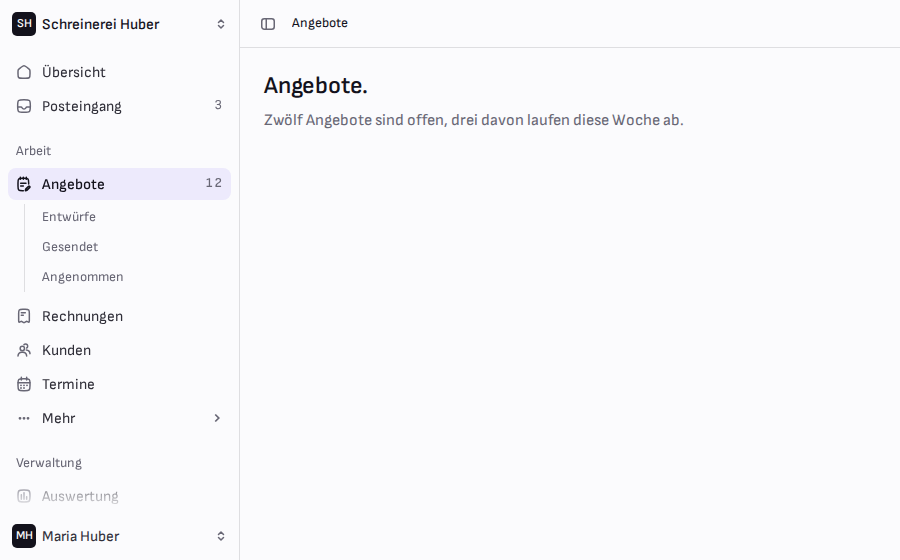 SH Schreinerei Huber
Übersicht
Posteingang 3
Arbeit
Angebote 12
Entwürfe
Gesendet
Angenommen
Rechnungen
Kunden
Termine
Mehr
Verwaltung
Auswertung
MH Maria Huber
Angebote
Angebote.
Zwölf Angebote sind offen, drei davon laufen diese Woche ab.